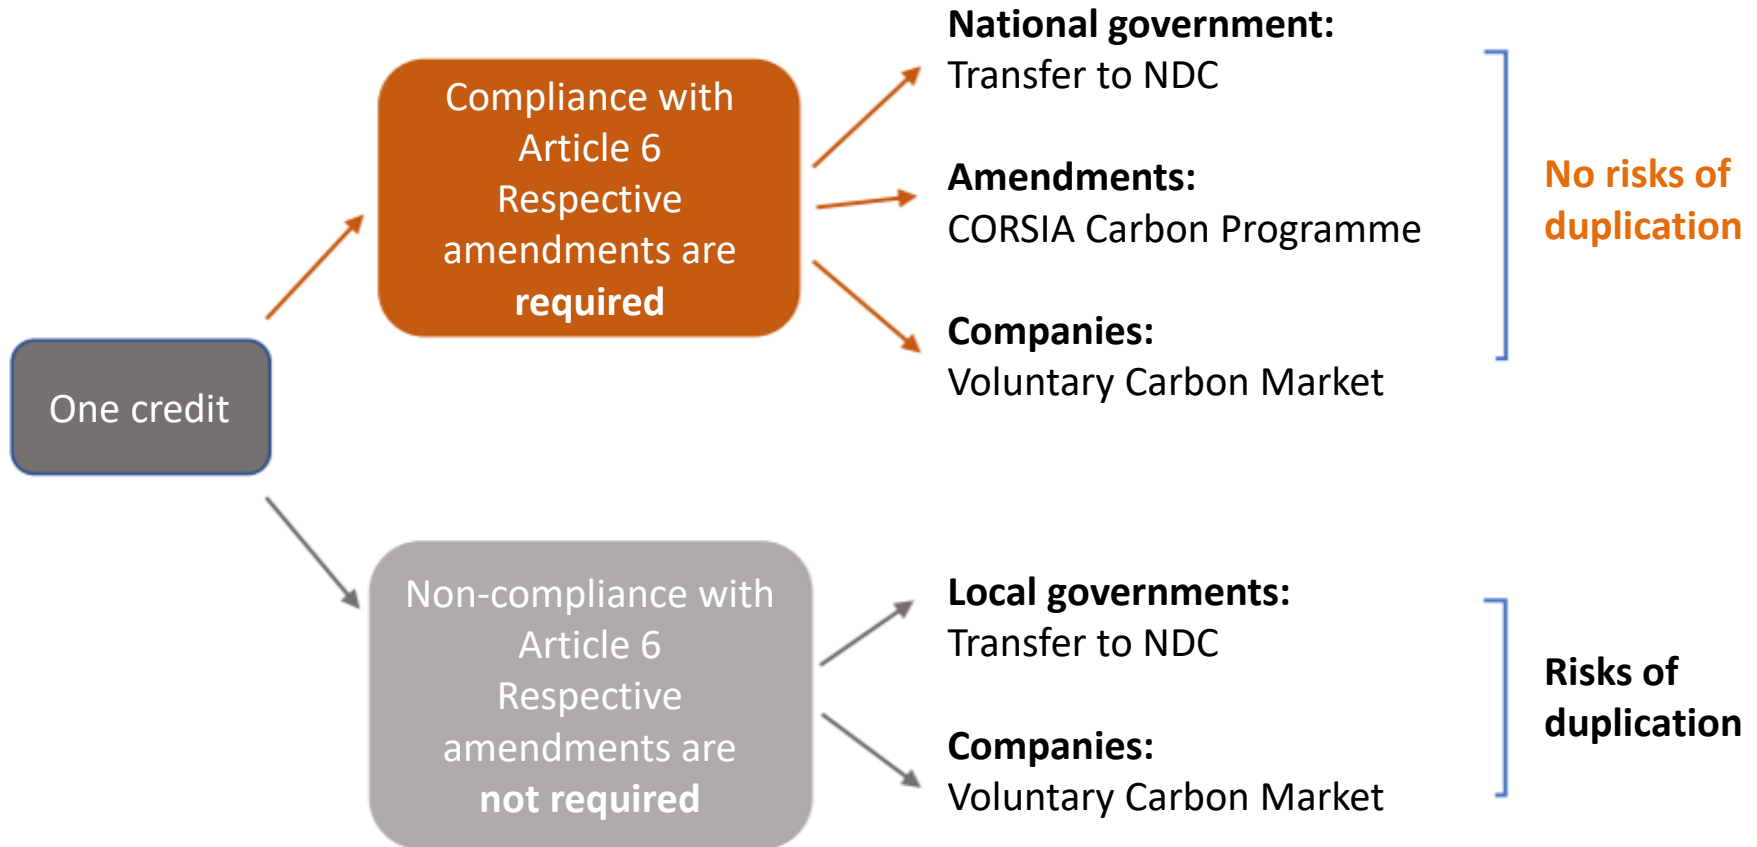 One credit
Compliance with
Article 6
Respective
amendments are
required
National government:
Transfer to NDC
Amendments:
CORSIA Carbon Programme
Companies:
Voluntary Carbon Market
No risks of
duplication
Non-compliance with
Article 6
Respective
amendments are
not required
Local governments:
Transfer to NDC
Companies:
Voluntary Carbon Market
Risks of
duplication